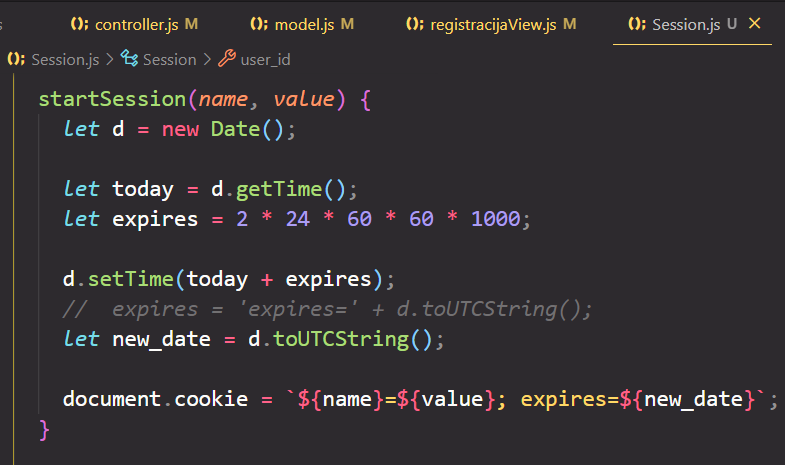 s
controller.js M
model.js M
registracijaView.js M
Session.js U
Session.js > Session > user_id
startSession(name, value) {
let d = new Date();
let today = d.getTime();
let expires = 2 * 24 * 60 * 60 * 1000;
d.setTime(today + expires);
// expires = 'expires=' + d.toUTCString();
let new_date = d.toUTCString();
document.cookie = `${name}=${value}; expires=${new_date}`;
}